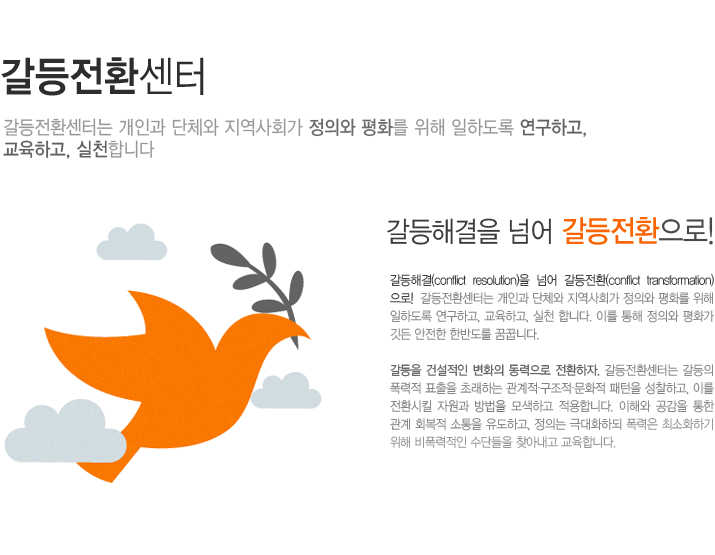 갈등전환센터
갈등전환센터는 개인과 단체와 지역사회가 정의와 평화를 위해 일하도록 연구하고,
교육하고, 실천합니다
갈등해결을 넘어 갈등전환으로!
갈등해결(conflict resolution)을 넘어 갈등전환(conflict transformation)
으로! 갈등전환센터는 개인과 단체와 지역사회가 정의와 평화를 위해
일하도록 연구하고, 교육하고, 실천 합니다. 이를 통해 정의와 평화가
깃든 안전한 한반도를 꿈꿉니다.
갈등을 건설적인 변화의 동력으로 전환하자. 갈등전환센터는 갈등의
폭력적 표출을 초래하는 관계적·구조적·문화적 패턴을 성찰하고, 이를
전환시킬 자원과 방법을 모색하고 적용합니다. 이해와 공감을 통한
관계 회복적 소통을 유도하고, 정의는 극대화하되 폭력은 최소화하기
위해 비폭력적인 수단들을 찾아내고 교육합니다.